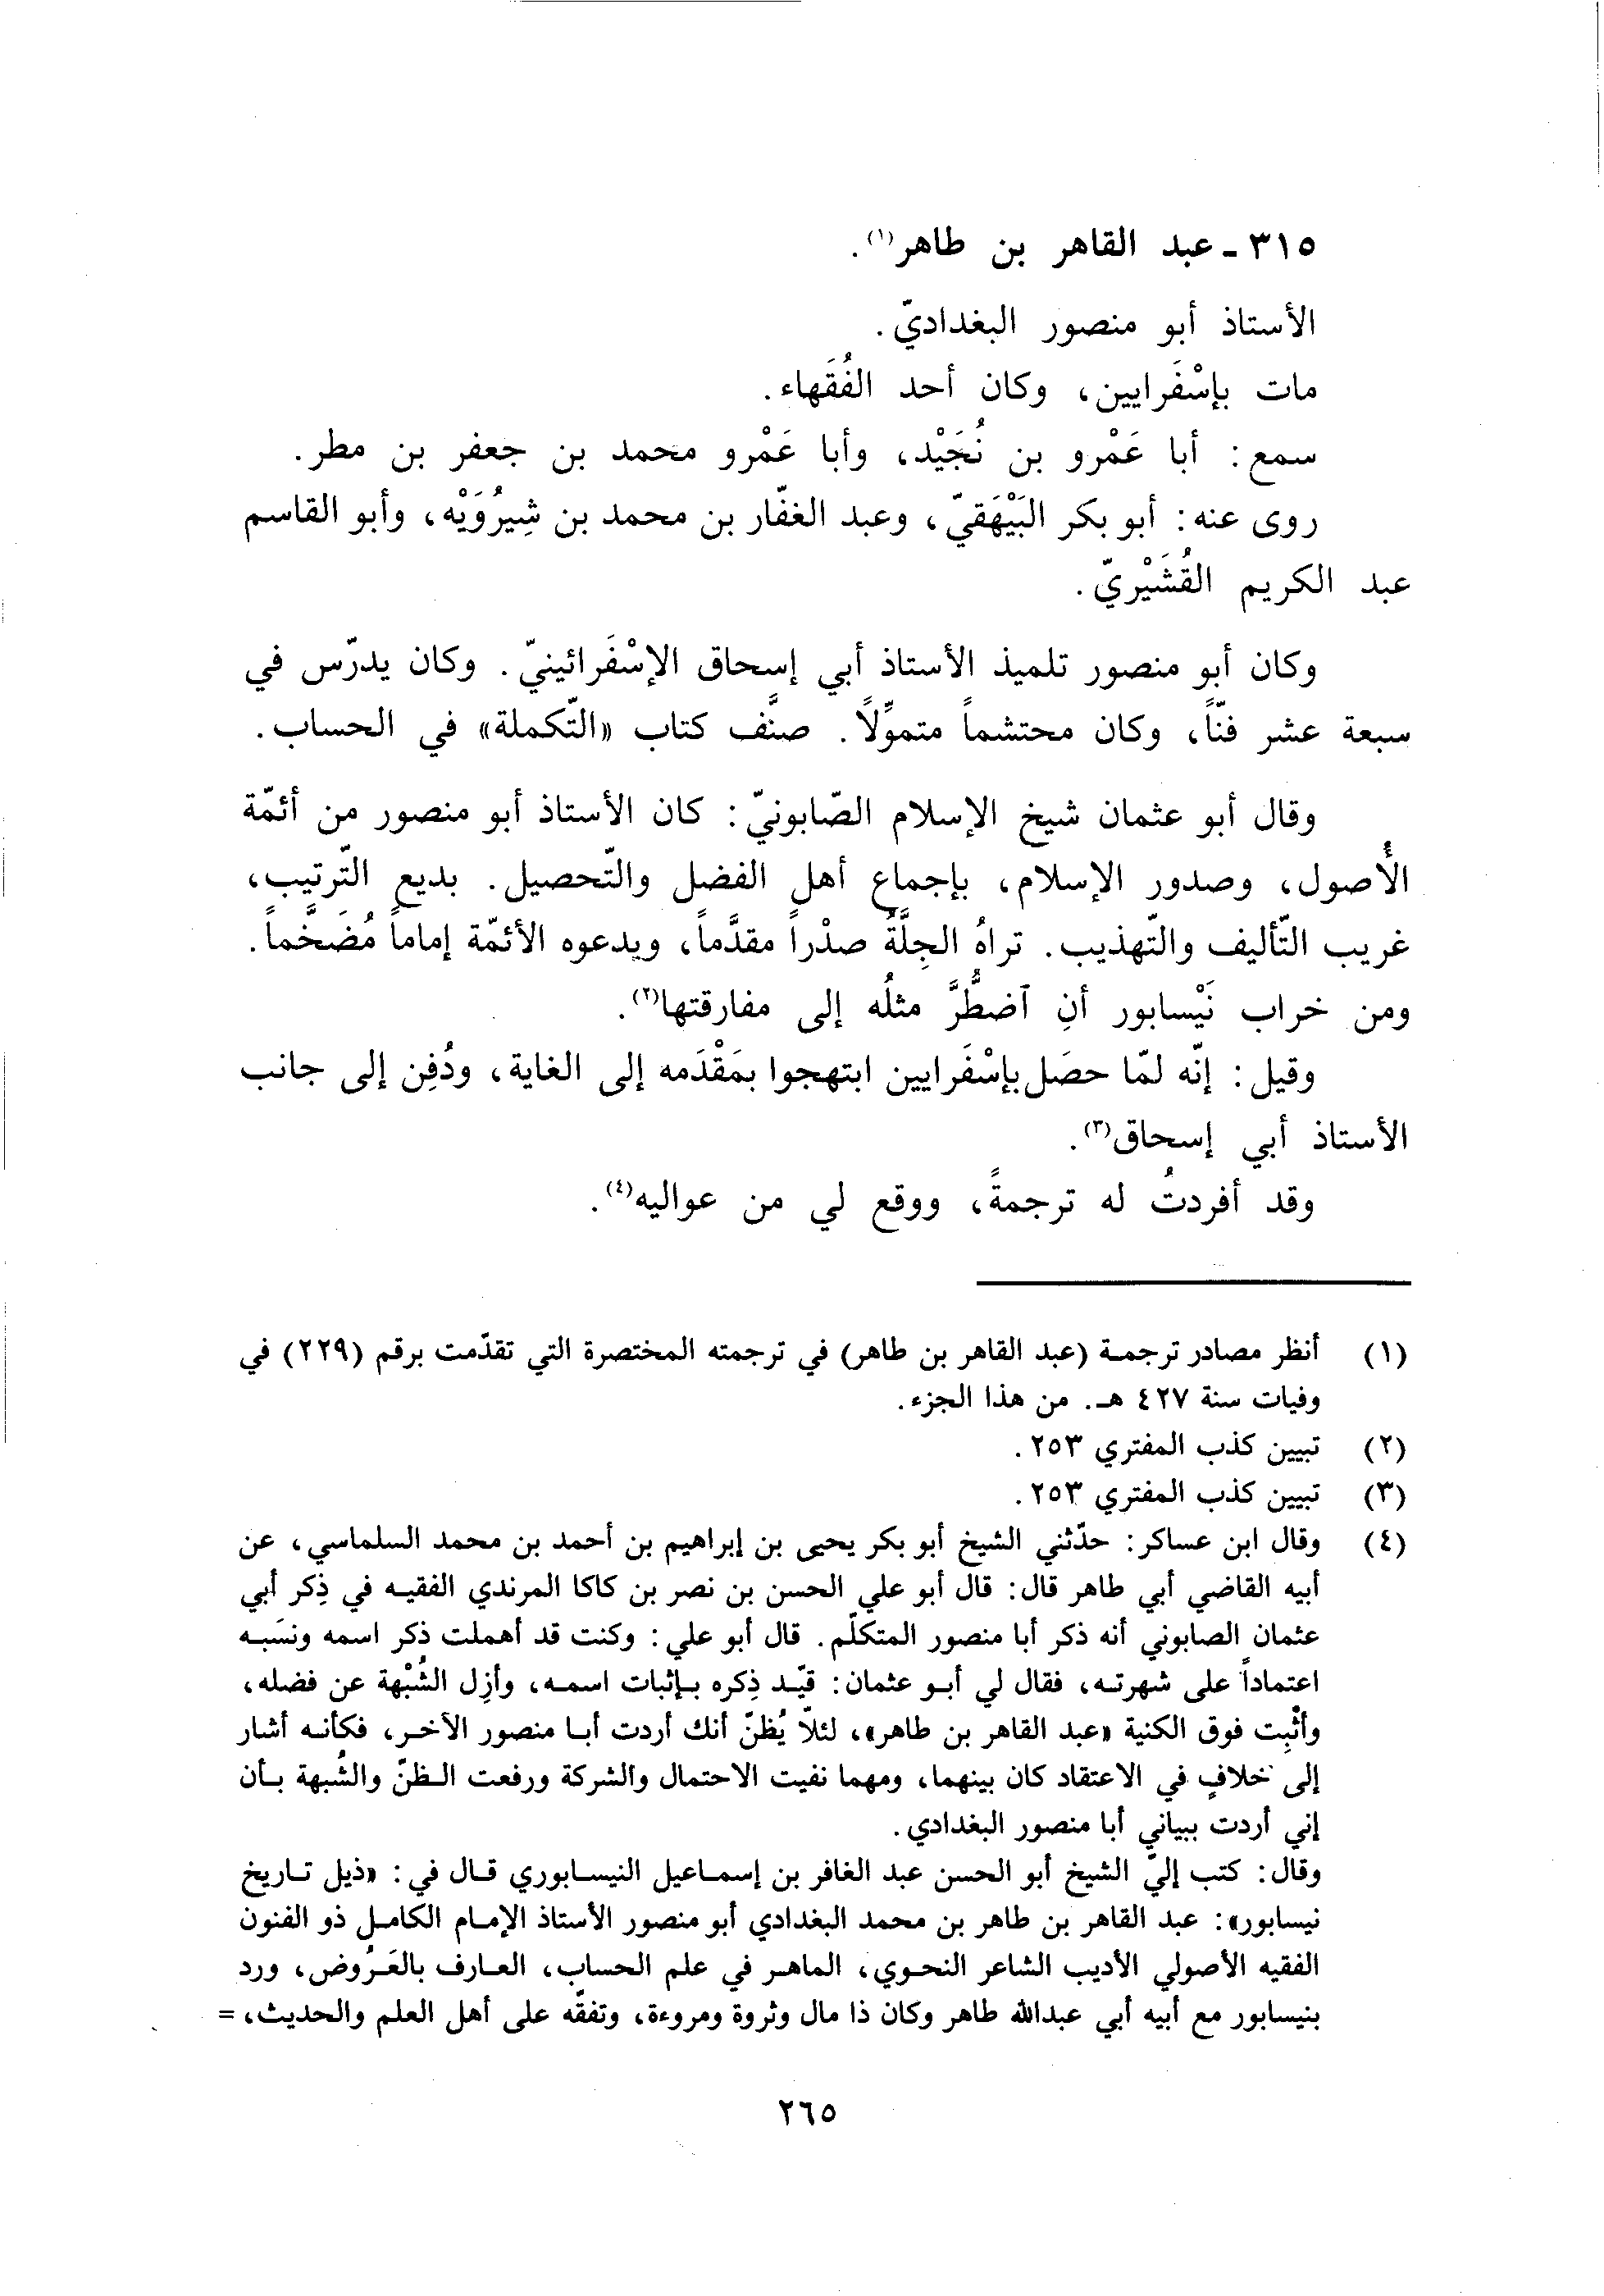 ٣١٥ - عبد القاهر بن طاهر(١).
الأستاذ أبو منصور البغداديّ.
مات بإسْفَرايين، وكان أحد الفُقَهاء.
سمع: أبا عَمْرو بن نُجَيْد، وأبا عَمْرو محمد بن جعفر بن مطر.
روى عنه: أبو بكر البَيْهَقيّ، وعبد الغفّار بن محمد بن شِيرُوَيْه، وأبو القاسم
عبد الكريم القُشَيْريّ.
وكان أبو منصور تلميذ الأستاذ أبي إسحاق الإسْفَرائينيّ. وكان يدرّس في
سبعة عشر فنّاً، وكان محتشماً متموِّلًا. صنَّف كتاب «التّكملة» في الحساب.
وقال أبو عثمان شيخ الإسلام الصّابونيّ: كان الأستاذ أبو منصور من أئمّة
الأُصول، وصدور الإسلام، بإجماع أهل الفضل والتّحصيل. بديع التّرتيب،
غريب التّأليف والتّهذيب. تراهُ الجِلَّةُ صدْراً مقدَّماً، ويدعوه الأئمّة إماماً مُضَخَّماً.
ومن خراب نَيْسابور أنِ ٱضطُّرَّ مثلُه إلى مفارقتها(٢).
وقيل: إنّه لمّا حصَل بإسْفَرايين ابتهجوا بمَقْدَمه إلى الغاية، ودُفِن إلى جانب
الأستاذ أبي إسحاق(٣).
وقد أفردتُ له ترجمةً، ووقع لي من عواليه(٤).
(١) أنظر مصادر ترجمة (عبد القاهر بن طاهر) في ترجمته المختصرة التي تقدّمت برقم (٢٢٩) في
وفيات سنة ٤٢٧ هـ. من هذا الجزء.
(٢) تبيين كذب المفتري ٢٥٣.
(٣) تبيين كذب المفتري ٢٥٣.
(٤) وقال ابن عساكر: حدّثني الشيخ أبو بكر يحيى بن إبراهيم بن أحمد بن محمد السلماسي، عن
أبيه القاضي أبي طاهر قال: قال أبو علي الحسن بن نصر بن كاكا المرندي الفقيه في ذِكر أبي
عثمان الصابوني أنه ذكر أبا منصور المتكلّم. قال أبو علي: وكنت قد أهملت ذكر اسمه ونسَبه
اعتماداً على شهرته، فقال لي أبو عثمان: قيّد ذِكره بإثبات اسمه، وأزِل الشُبْهة عن فضله،
وأثْبِت فوق الكنية «عبد القاهر بن طاهر»، لئلّا يُظنّ أنك أردت أبا منصور الآخر، فكأنه أشار
إلى خلافٍ في الاعتقاد كان بينهما، ومهما نفيت الاحتمال والشركة ورفعت الظنّ والشُبهة بأن
إني أردت ببياني أبا منصور البغدادي.
وقال: كتب إليّ الشيخ أبو الحسن عبد الغافر بن إسماعيل النيسابوري قال في: «ذيل تاريخ
نيسابور»: عبد القاهر بن طاهر بن محمد البغدادي أبو منصور الأستاذ الإمام الكامل ذو الفنون
الفقيه الأصولي الأديب الشاعر النحوي، الماهر في علم الحساب، العارف بالعَرُوض، ورد
بنيسابور مع أبيه أبي عبدالله طاهر وكان ذا مال وثروة ومروءة، وتفقّه على أهل العلم والحديث، =
٢٦٥